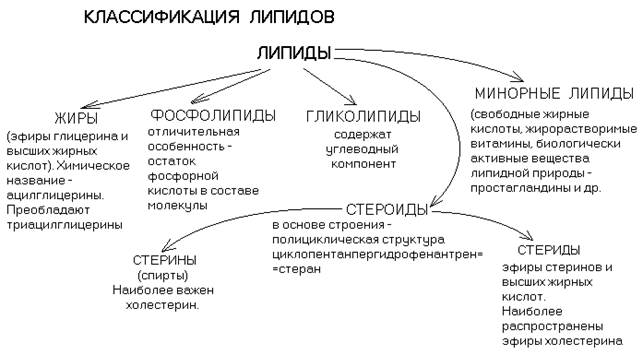 КЛАССИФИКАЦИЯ ЛИПИДОВ
ЛИПИДЫ
ЖИРЫ
(эфиры глицерина и
высших жирных
кислот). Химическое
название -
ацилглицерины.
Преобладают
триацилглицерины
ФОСФОЛИПИДЫ
отличительная
особенность -
остаток
фосфорной
кислоты в составе
молекулы
ГЛИКОЛИПИДЫ
содержат
углеводный
компонент
МИНОРНЫЕ ЛИПИДЫ
(свободные жирные
кислоты, жирорастворимые
витамины, биологически
активные вещества
липидной природы -
простагландины и др.
СТЕРОИДЫ
в основе строения -
полициклическая структура
циклопентанпергидрофенантрен=
=стеран
СТЕРИНЫ
(спирты)
Наиболее важен
холестерин.
СТЕРИДЫ
эфиры стеринов и
высших жирных
кислот.
Наиболее
распространены
эфиры холестерина